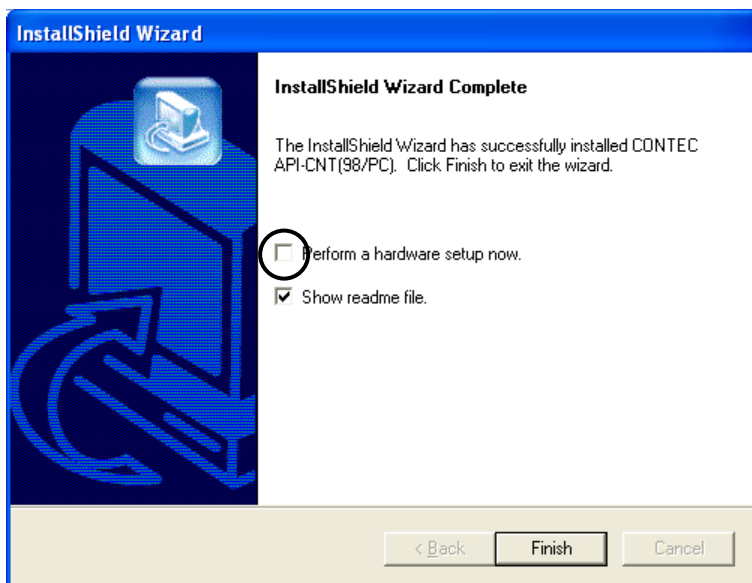 InstallShield Wizard
InstallShield Wizard Complete
The InstallShield Wizard has successfully installed CONTEC
API-CNT(98/PC). Click Finish to exit the wizard.
Perform a hardware setup now.
Show readme file.
< Back Finish Cancel